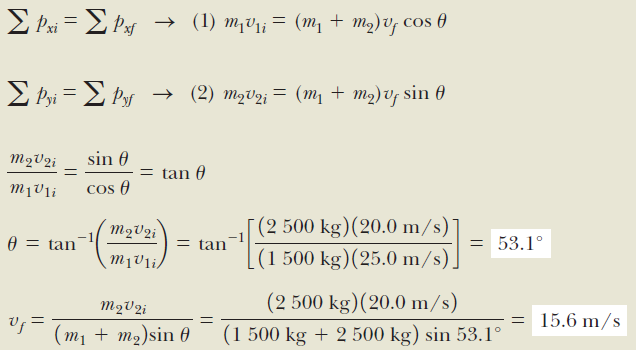 ∑ p_xi = ∑ p_xf → (1) m₁v₁ᵢ = (m₁ + m₂)v_f cos θ
∑ p_yi = ∑ p_yf → (2) m₂v₂ᵢ = (m₁ + m₂)v_f sin θ
m₂v₂ᵢ / m₁v₁ᵢ = sin θ / cos θ = tan θ
θ = tan⁻¹(m₂v₂ᵢ / m₁v₁ᵢ) = tan⁻¹[(2 500 kg)(20.0 m/s) / (1 500 kg)(25.0 m/s)] = 53.1°
v_f = m₂v₂ᵢ / (m₁ + m₂)sin θ = (2 500 kg)(20.0 m/s) / (1 500 kg + 2 500 kg) sin 53.1° = 15.6 m/s